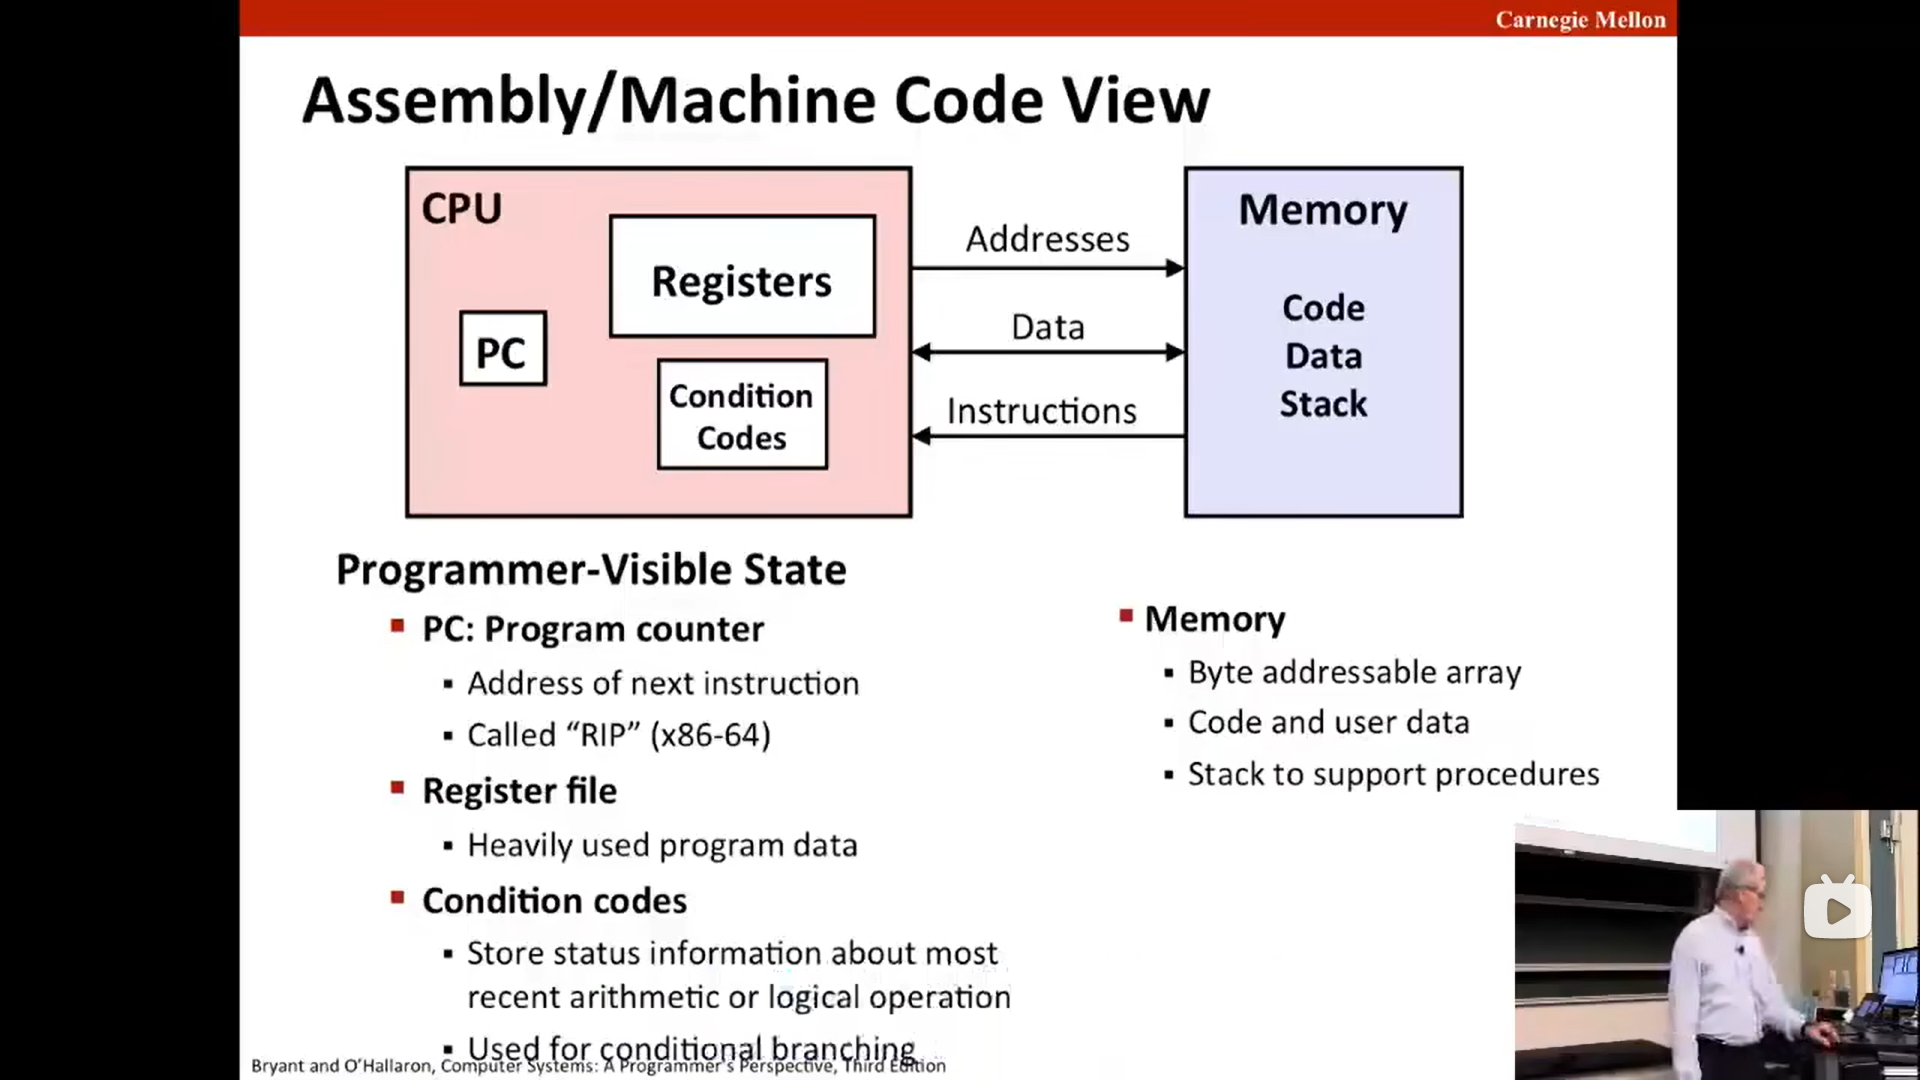 Carnegie Mellon
Assembly/Machine Code View
CPU
Registers
PC
Condition
Codes
Addresses
Data
Instructions
Memory
Code
Data
Stack
Programmer-Visible State
PC: Program counter
Address of next instruction
Called “RIP” (x86-64)
Register file
Heavily used program data
Condition codes
Store status information about most
recent arithmetic or logical operation
Used for conditional branching
Memory
Byte addressable array
Code and user data
Stack to support procedures
Bryant and O’Hallaron, Computer Systems: A Programmer’s Perspective, Third Edition